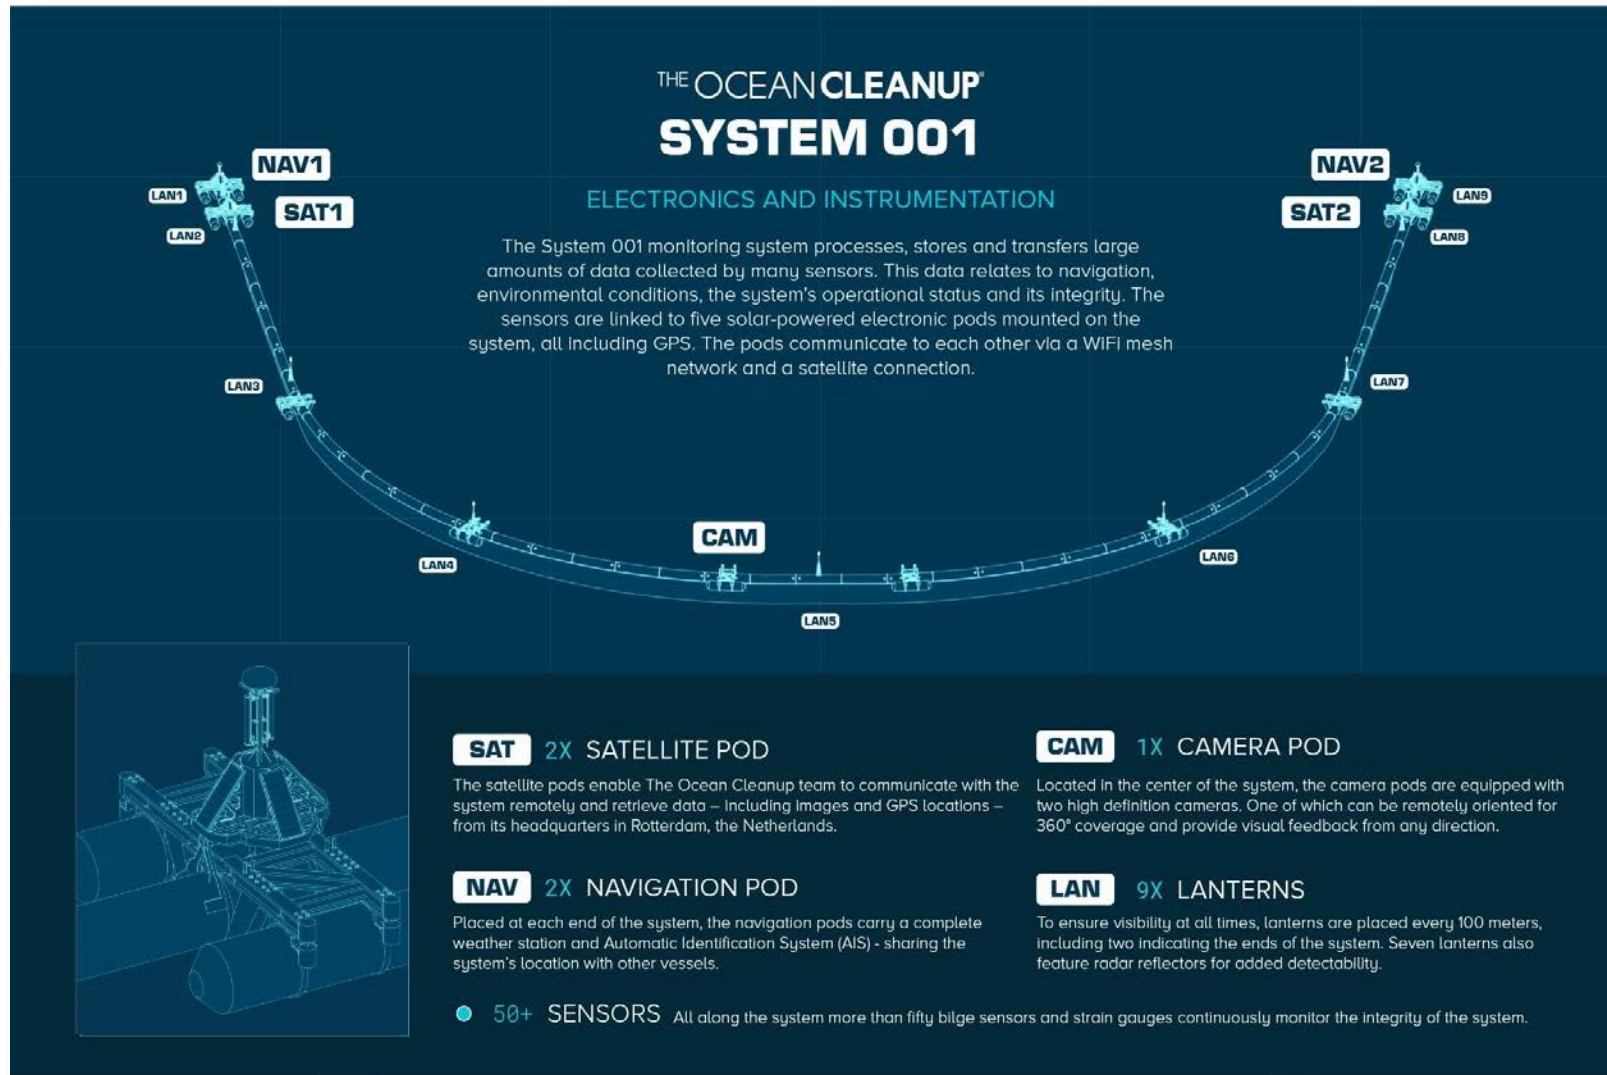 THE OCEAN CLEANUP®
SYSTEM 001
ELECTRONICS AND INSTRUMENTATION
The System 001 monitoring system processes, stores and transfers large
amounts of data collected by many sensors. This data relates to navigation,
environmental conditions, the system's operational status and its integrity. The
sensors are linked to five solar-powered electronic pods mounted on the
system, all including GPS. The pods communicate to each other via a WiFi mesh
network and a satellite connection.
NAV1
LAN1
SAT1
LAN2
LAN3
LAN4
CAM
LAN5
LAN6
LAN7
NAV2
LAN9
SAT2
LAN8
SAT 2X SATELLITE POD
The satellite pods enable The Ocean Cleanup team to communicate with the
system remotely and retrieve data – including images and GPS locations –
from its headquarters in Rotterdam, the Netherlands.
CAM 1X CAMERA POD
Located in the center of the system, the camera pods are equipped with
two high definition cameras. One of which can be remotely oriented for
360° coverage and provide visual feedback from any direction.
NAV 2X NAVIGATION POD
Placed at each end of the system, the navigation pods carry a complete
weather station and Automatic Identification System (AIS) - sharing the
system's location with other vessels.
LAN 9X LANTERNS
To ensure visibility at all times, lanterns are placed every 100 meters,
including two indicating the ends of the system. Seven lanterns also
feature radar reflectors for added detectability.
50+ SENSORS All along the system more than fifty bilge sensors and strain gauges continuously monitor the integrity of the system.